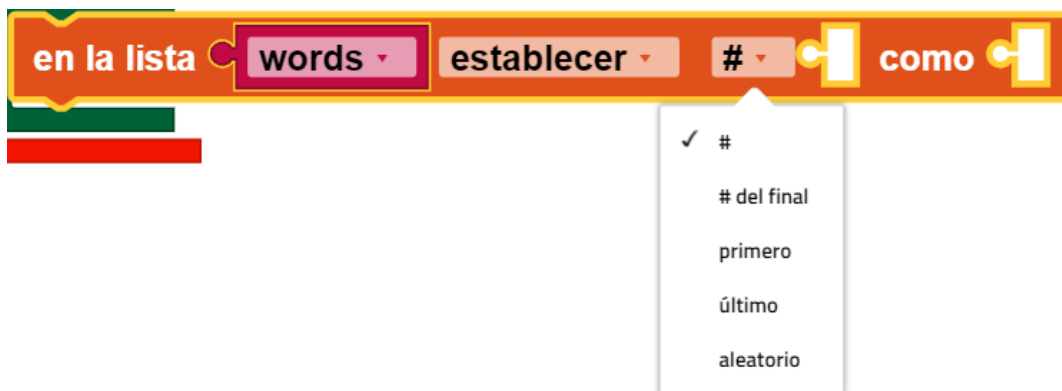 en la lista words establecer # como
#
# del final
primero
último
aleatorio